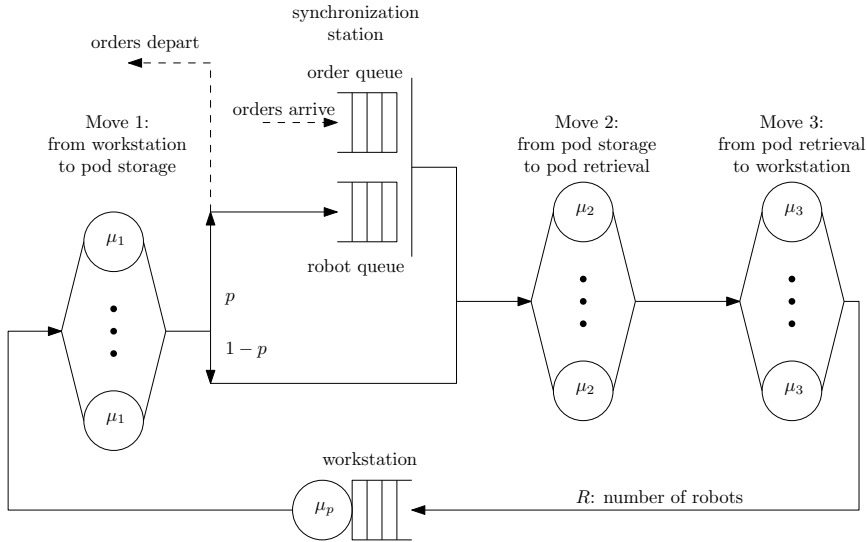 synchronization
station
orders depart
order queue
orders arrive
Move 1:
from workstation
to pod storage
Move 2:
from pod storage
to pod retrieval
Move 3:
from pod retrieval
to workstation
μ₁
μ₂
μ₃
robot queue
p
1 − p
μ₁
μ₂
μ₃
workstation
μₚ
R: number of robots